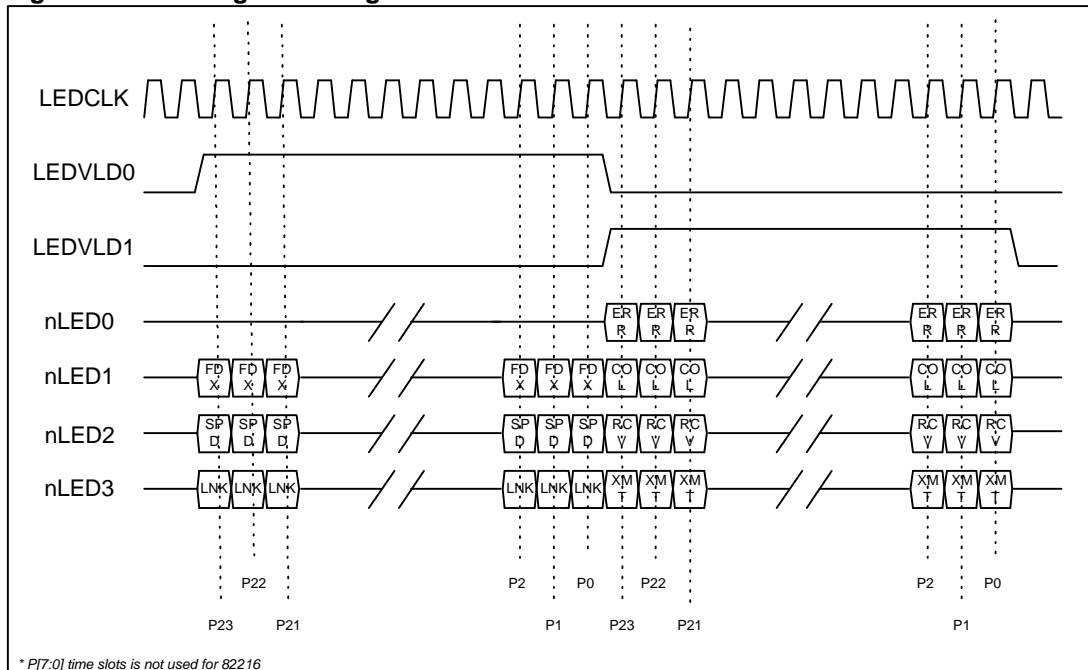 LEDCLK
LEDVLD0
LEDVLD1
nLED0 ER R ER R ER R ER R ER R ER R
nLED1 FD X FD X FD X FD X FD X FD X CO L CO L CO L CO L CO L CO L
nLED2 SP D SP D SP D SP D SP D SP D RC V RC V RC V RC V RC V RC V
nLED3 LNK LNK LNK LNK LNK LNK XM T XM T XM T XM T XM T XM T
P22 P2 P0 P22 P2 P0
P23 P21 P1 P23 P21 P1
* P[7:0] time slots is not used for 82216